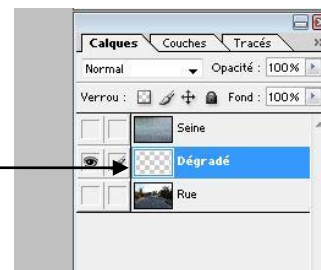 Calques Couches Tracés
Normal Opacité : 100%
Verrou : Fond : 100%
Seine
Dégradé
Rue